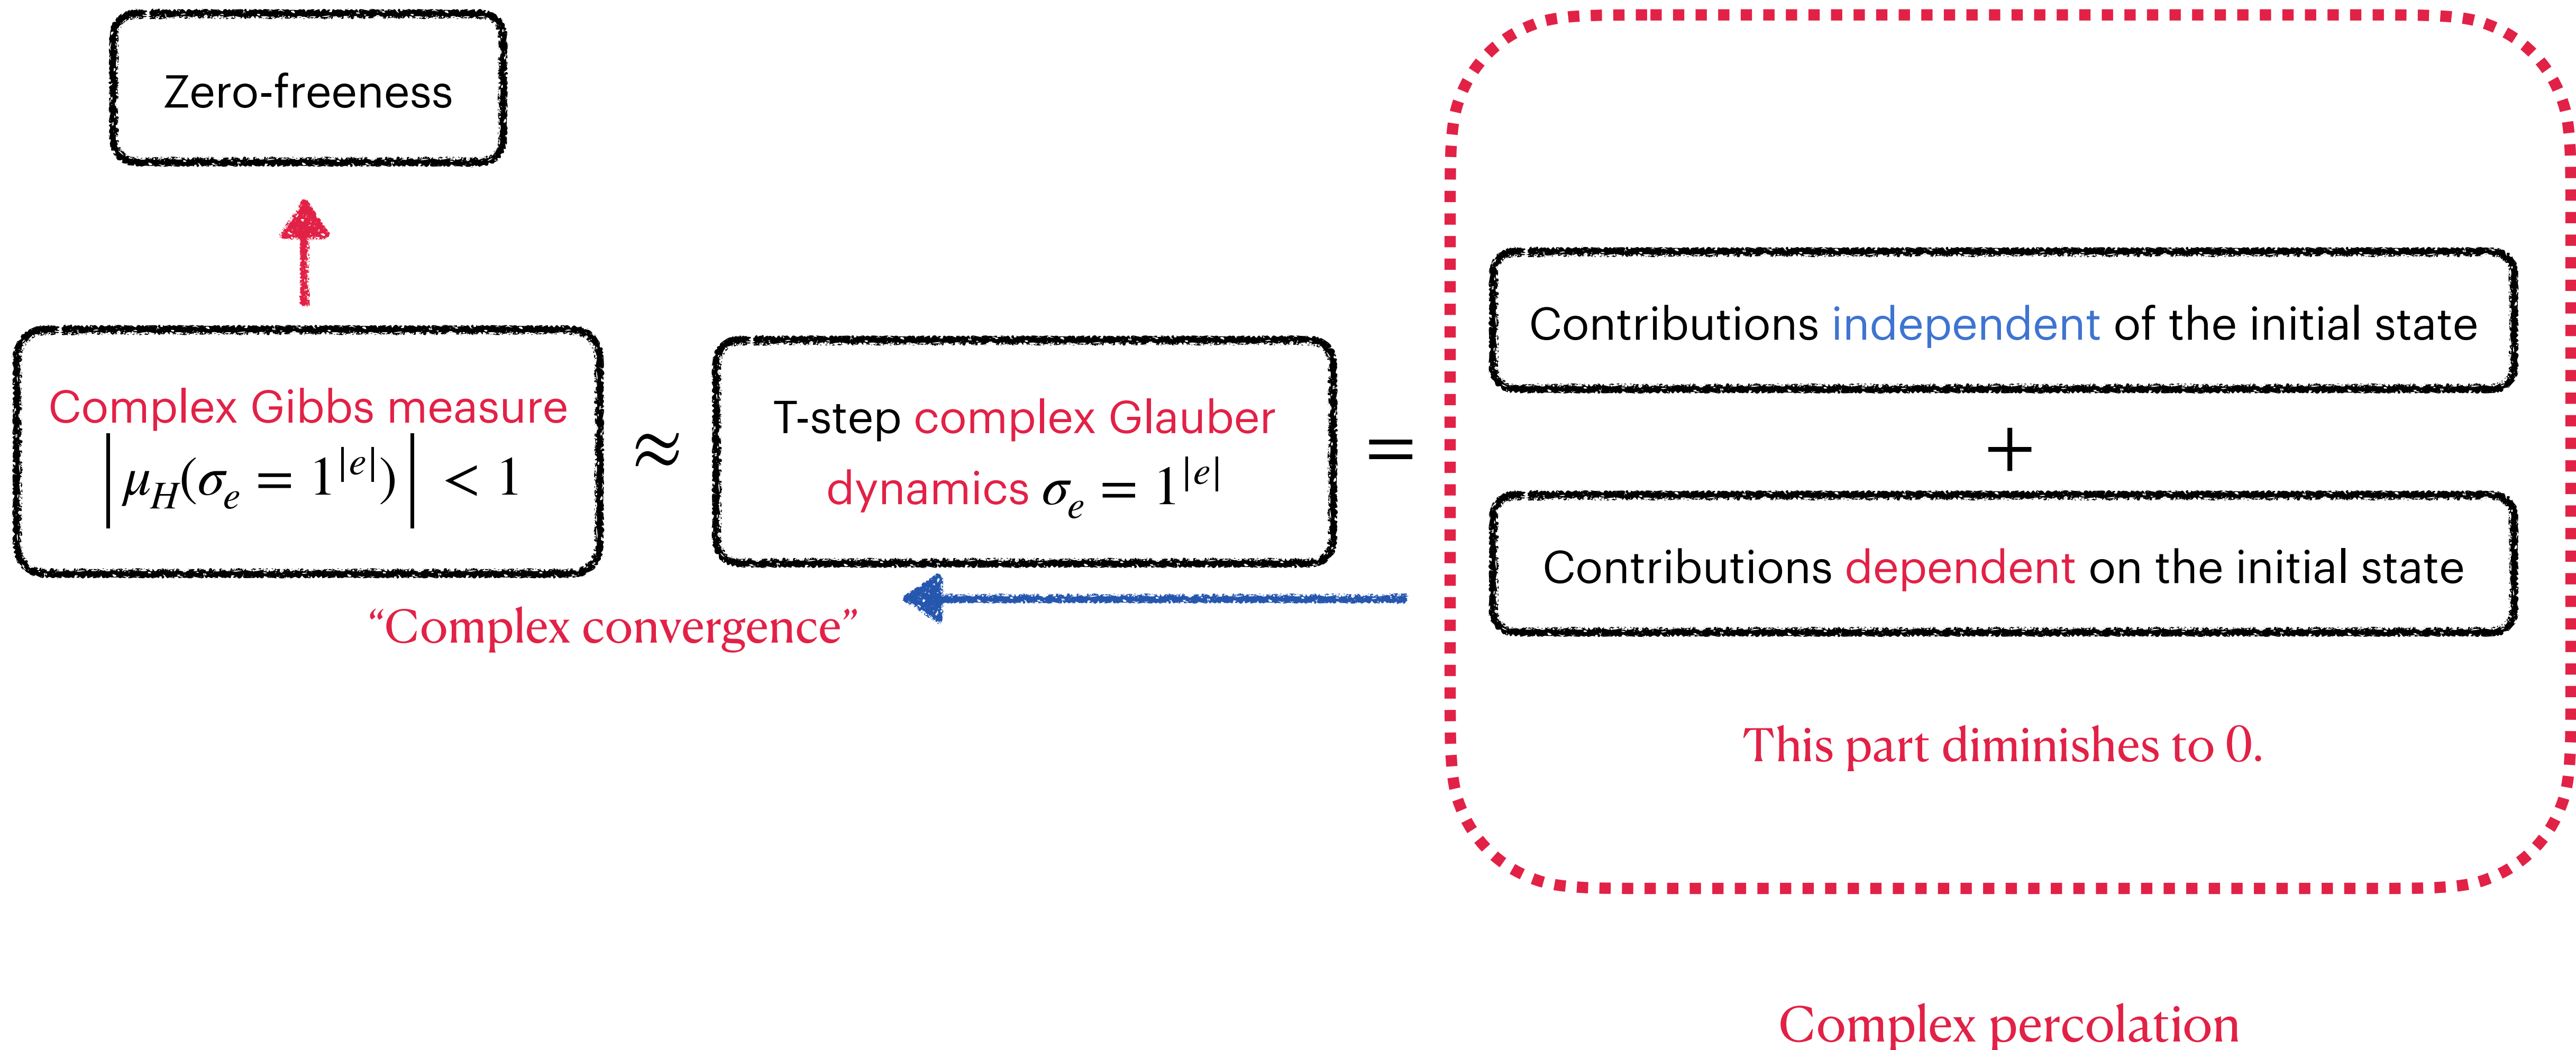 Zero-freeness
Complex Gibbs measure
|μ_H(σ_e = 1^{|e|})| < 1
≈
T-step complex Glauber
dynamics σ_e = 1^{|e|}
=
Contributions independent of the initial state
+
Contributions dependent on the initial state
“Complex convergence”
This part diminishes to 0.
Complex percolation